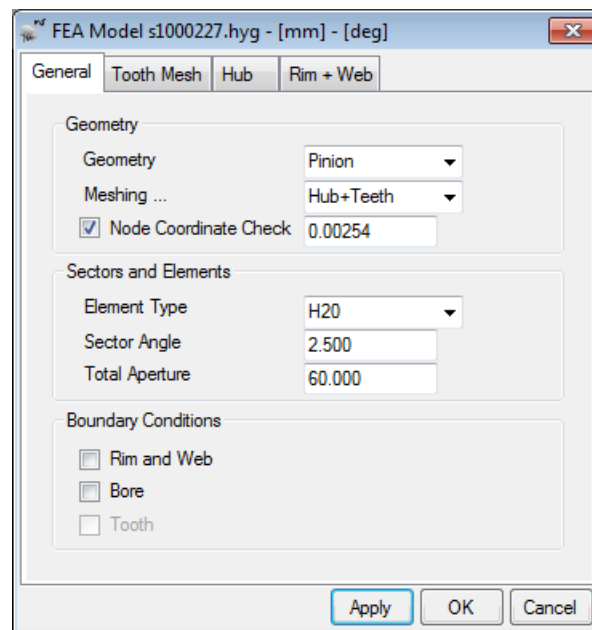 FEA Model s1000227.hyg - [mm] - [deg]
General Tooth Mesh Hub Rim + Web
Geometry
Geometry Pinion
Meshing ... Hub+Teeth
Node Coordinate Check 0.00254
Sectors and Elements
Element Type H20
Sector Angle 2.500
Total Aperture 60.000
Boundary Conditions
Rim and Web
Bore
Tooth
Apply OK Cancel